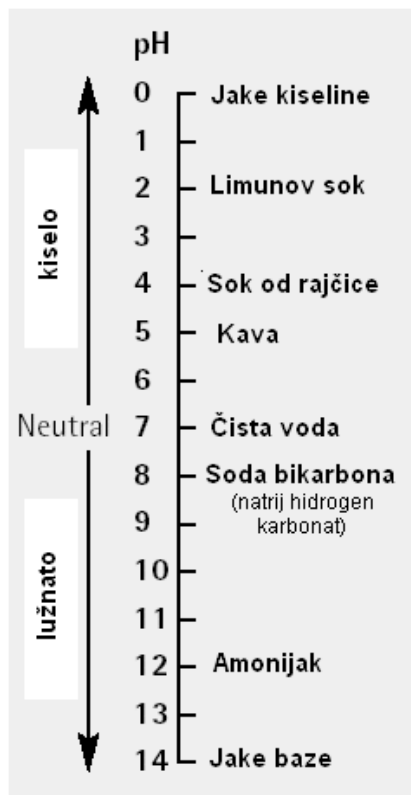 pH
0 Jake kiseline
1
2 Limunov sok
3
kiselo
4 Sok od rajčice
5 Kava
6
Neutral 7 Čista voda
8 Soda bikarbona
(natrij hidrogen
9
karbonat)
10
lužnato
11
12 Amonijak
13
14 Jake baze